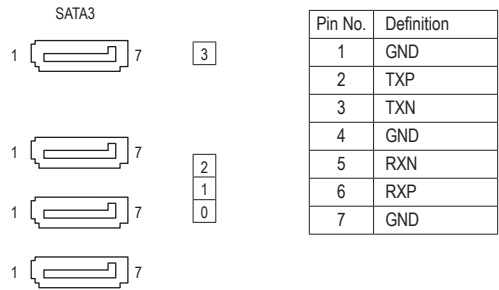 SATA3
1 7 3
1 7
2
1
1 7 0
1 7
Pin No. Definition
1 GND
2 TXP
3 TXN
4 GND
5 RXN
6 RXP
7 GND